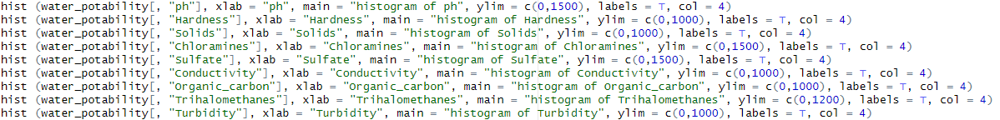 hist (water_potability[, "ph"], xlab = "ph", main = "histogram of ph", ylim = c(0,1500), labels = T, col = 4)
hist (water_potability[, "Hardness"], xlab = "Hardness", main = "histogram of Hardness", ylim = c(0,1000), labels = T, col = 4)
hist (water_potability[, "Solids"], xlab = "Solids", main = "histogram of Solids", ylim = c(0,1000), labels = T, col = 4)
hist (water_potability[, "Chloramines"], xlab = "Chloramines", main = "histogram of Chloramines", ylim = c(0,1500), labels = T, col = 4)
hist (water_potability[, "Sulfate"], xlab = "Sulfate", main = "histogram of Sulfate", ylim = c(0,1500), labels = T, col = 4)
hist (water_potability[, "Conductivity"], xlab = "Conductivity", main = "histogram of Conductivity", ylim = c(0,1000), labels = T, col = 4)
hist (water_potability[, "Organic_carbon"], xlab = "Organic_carbon", main = "histogram of Organic_carbon", ylim = c(0,1000), labels = T, col = 4)
hist (water_potability[, "Trihalomethanes"], xlab = "Trihalomethanes", main = "histogram of Trihalomethanes", ylim = c(0,1200), labels = T, col = 4)
hist (water_potability[, "Turbidity"], xlab = "Turbidity", main = "histogram of Turbidity", ylim = c(0,1000), labels = T, col = 4)